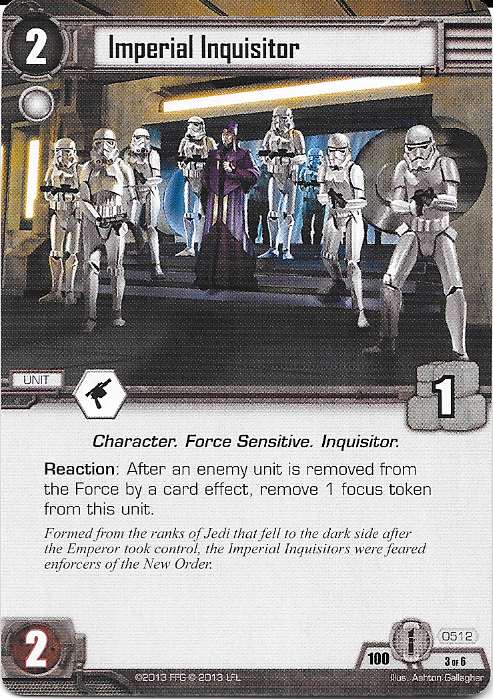 2
Imperial Inquisitor
UNIT
1
Character. Force Sensitive. Inquisitor.
Reaction: After an enemy unit is removed from
the Force by a card effect, remove 1 focus token
from this unit.
Formed from the ranks of Jedi that fell to the dark side after
the Emperor took control, the Imperial Inquisitors were feared
enforcers of the New Order.
2
100
0512
3 OF 6
©2013 FFG © 2013 LFL
Illus. Ashton Gallagher